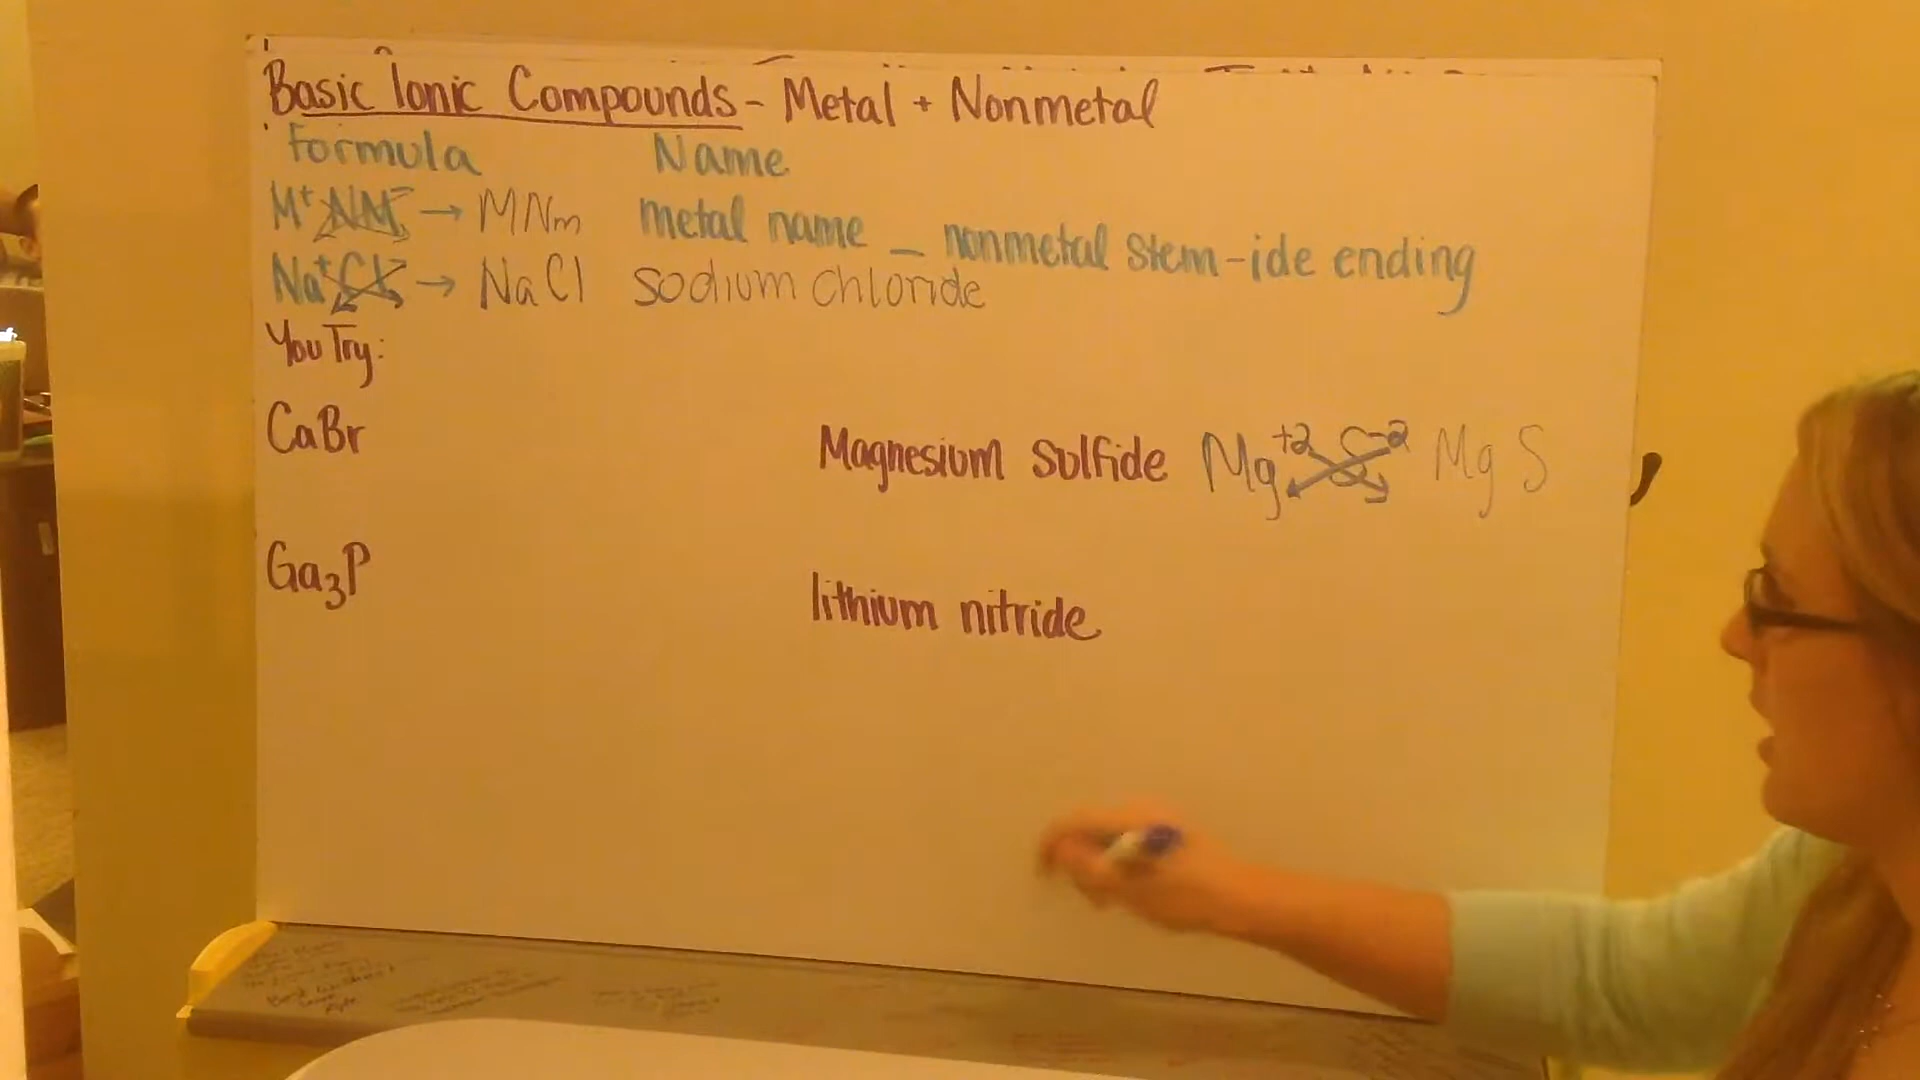 Basic Ionic Compounds - Metal + Nonmetal
Formula Name
M⁺ NM⁻ → MNm metal name _ nonmetal stem-ide ending
Na⁺Cl⁻ → NaCl sodium chloride
You Try:
CaBr Magnesium sulfide Mg⁺² S⁻² MgS
Ga₃P lithium nitride